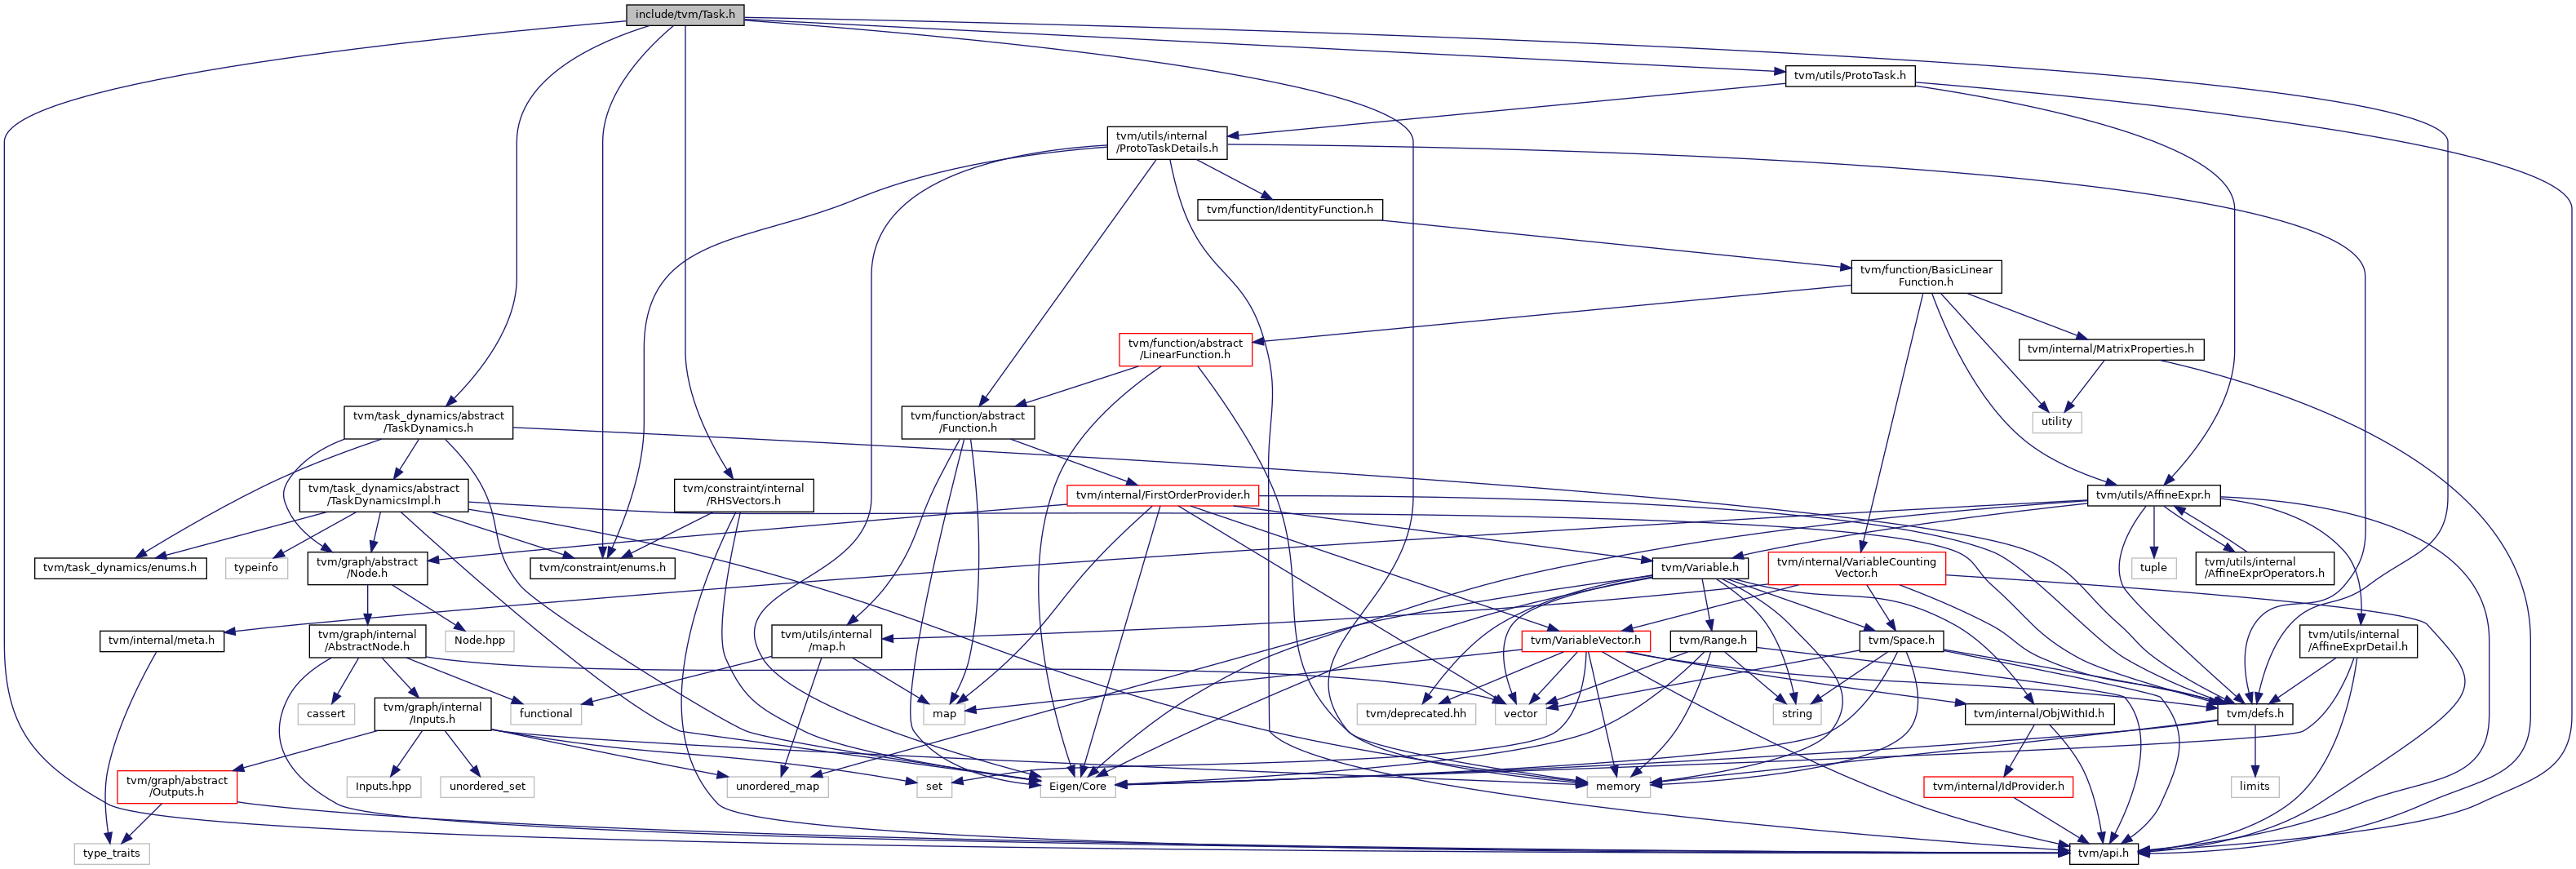 include/tvm/Task.h
tvm/utils/ProtoTask.h
tvm/utils/internal
/ProtoTaskDetails.h
tvm/function/IdentityFunction.h
tvm/function/BasicLinear
Function.h
tvm/function/abstract
/LinearFunction.h
tvm/internal/MatrixProperties.h
tvm/task_dynamics/abstract
/TaskDynamics.h
tvm/function/abstract
/Function.h
utility
tvm/task_dynamics/abstract
/TaskDynamicsImpl.h
tvm/constraint/internal
/RHSVectors.h
tvm/internal/FirstOrderProvider.h
tvm/utils/AffineExpr.h
tvm/task_dynamics/enums.h
typeinfo
tvm/graph/abstract
/Node.h
tvm/constraint/enums.h
tvm/Variable.h
tvm/internal/VariableCounting
Vector.h
tuple
tvm/utils/internal
/AffineExprOperators.h
tvm/internal/meta.h
tvm/graph/internal
/AbstractNode.h
Node.hpp
tvm/utils/internal
/map.h
tvm/VariableVector.h
tvm/Range.h
tvm/Space.h
tvm/utils/internal
/AffineExprDetail.h
cassert
tvm/graph/internal
/Inputs.h
functional
map
tvm/deprecated.hh
vector
string
tvm/internal/ObjWithId.h
tvm/defs.h
tvm/graph/abstract
/Outputs.h
Inputs.hpp
unordered_set
unordered_map
set
Eigen/Core
memory
tvm/internal/IdProvider.h
limits
type_traits
tvm/api.h